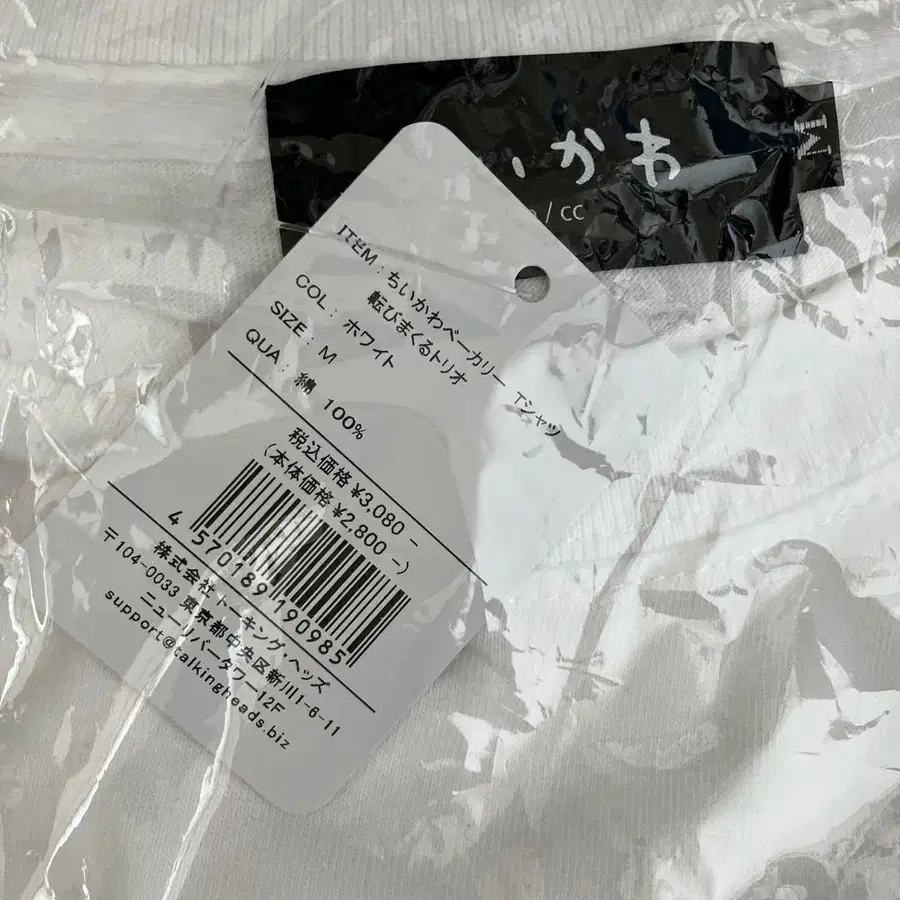 いかわ
/ cc
M
ITEM : ちいかわベーカリー Tシャツ
転びまくるトリオ
COL : ホワイト
SIZE : M
QUA : 綿 100%
税込価格 ¥3,080 -
(本体価格 ¥2,800 -)
4 570189 190985
株式会社トーキング・ヘッズ
〒104-0033 東京都中央区新川1-6-11
ニューリバータワー12F
support@talkingheads.biz